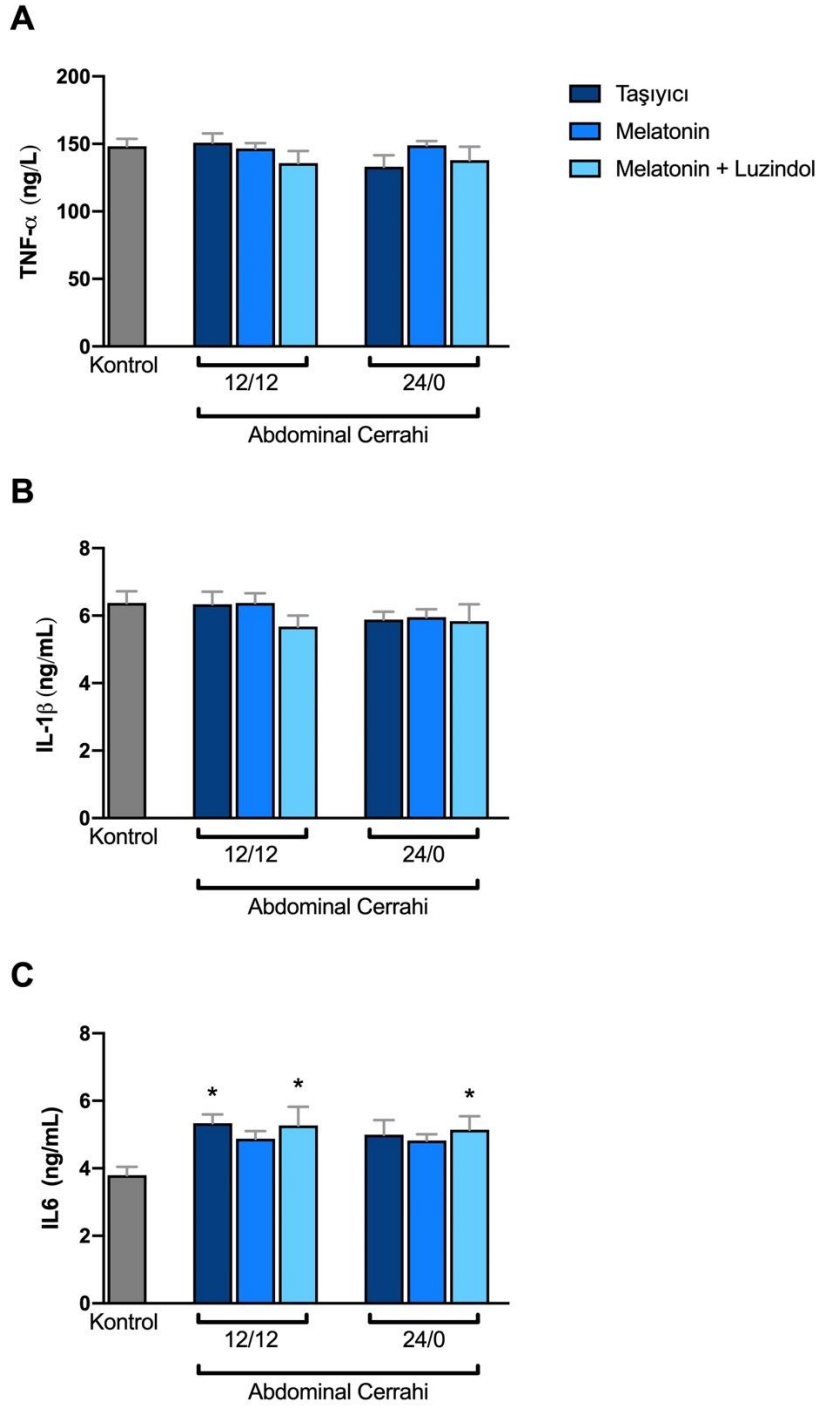 A
200
150
100
50
0
TNF-α (ng/L)
Kontrol
12/12
24/0
Abdominal Cerrahi
Taşıyıcı
Melatonin
Melatonin + Luzindol
B
8
6
4
2
0
IL-1β (ng/mL)
Kontrol
12/12
24/0
Abdominal Cerrahi
C
8
6
4
2
0
IL6 (ng/mL)
* * *
Kontrol
12/12
24/0
Abdominal Cerrahi